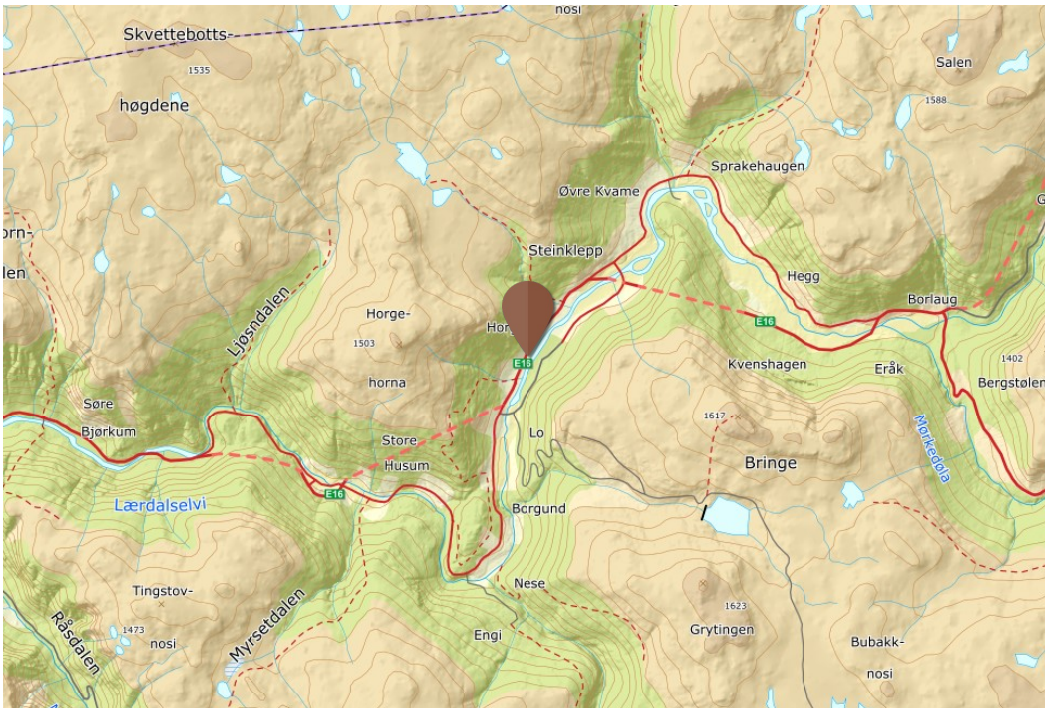 nosi
Skvettebotts-
1535
høgdene
Salen
1588
Sprakehaugen
Øvre Kvame
Steinklepp
Hegg
Borlaug
Ljøsndalen
Horge-
1503
horna
E16
E16
Kvenshagen
Eråk
1402
Bergstølen
Søre
Bjørkum
Store
Husum
Lo
1617
Bringe
Mørkedøla
E16
Lærdalselvi
Borgund
Nese
Tingstov-
1473
nosi
Råsdalen
Myrsetdalen
Engi
1623
Grytingen
Bubakk-
nosi